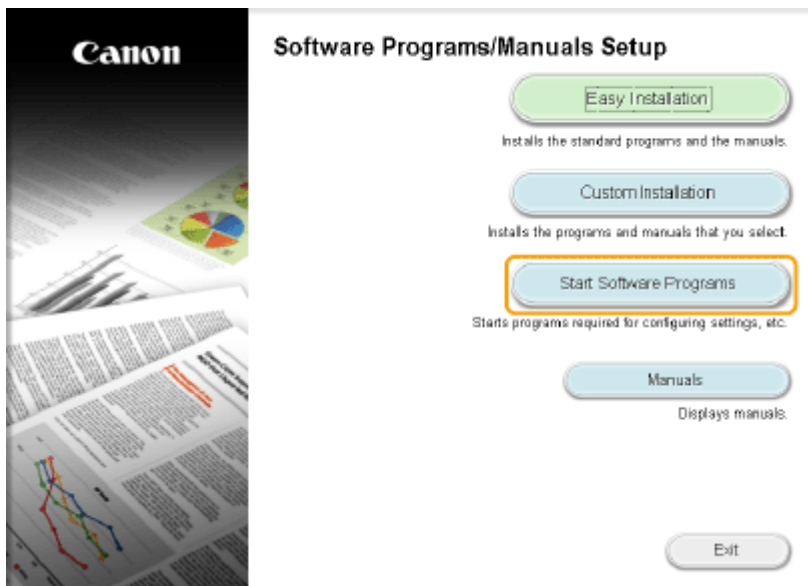 Canon
Software Programs/Manuals Setup
Easy Installation
Installs the standard programs and the manuals.
Custom Installation
Installs the programs and manuals that you select.
Start Software Programs
Starts programs required for configuring settings, etc.
Manuals
Displays manuals.
Exit